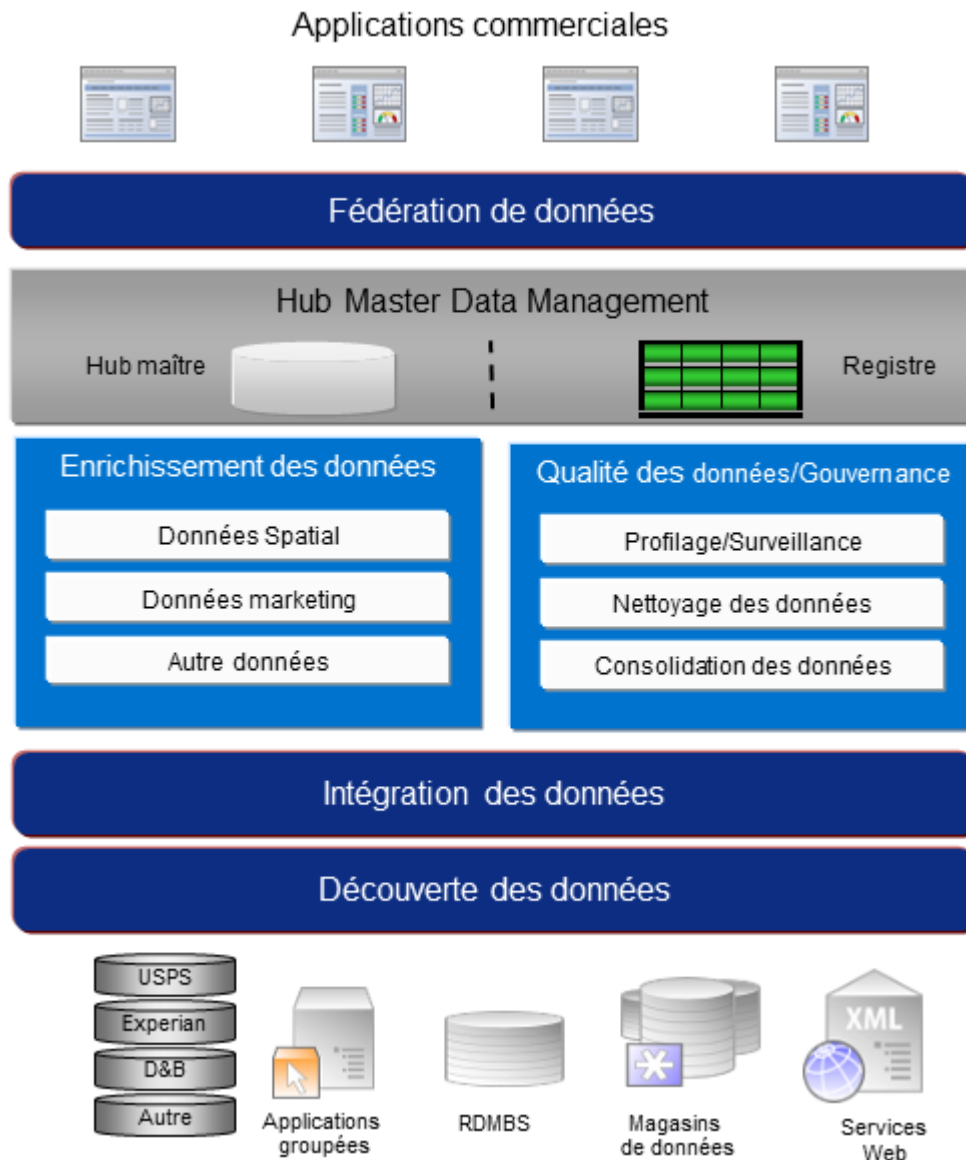 Applications commerciales
Fédération de données
Hub Master Data Management
Hub maître
Registre
Enrichissement des données
Données Spatial
Données marketing
Autre données
Qualité des données/Gouvernance
Profilage/Surveillance
Nettoyage des données
Consolidation des données
Intégration des données
Découverte des données
USPS
Experian
D&B
Autre
Applications
groupées
RDMBS
Magasins
de données
XML
Services
Web